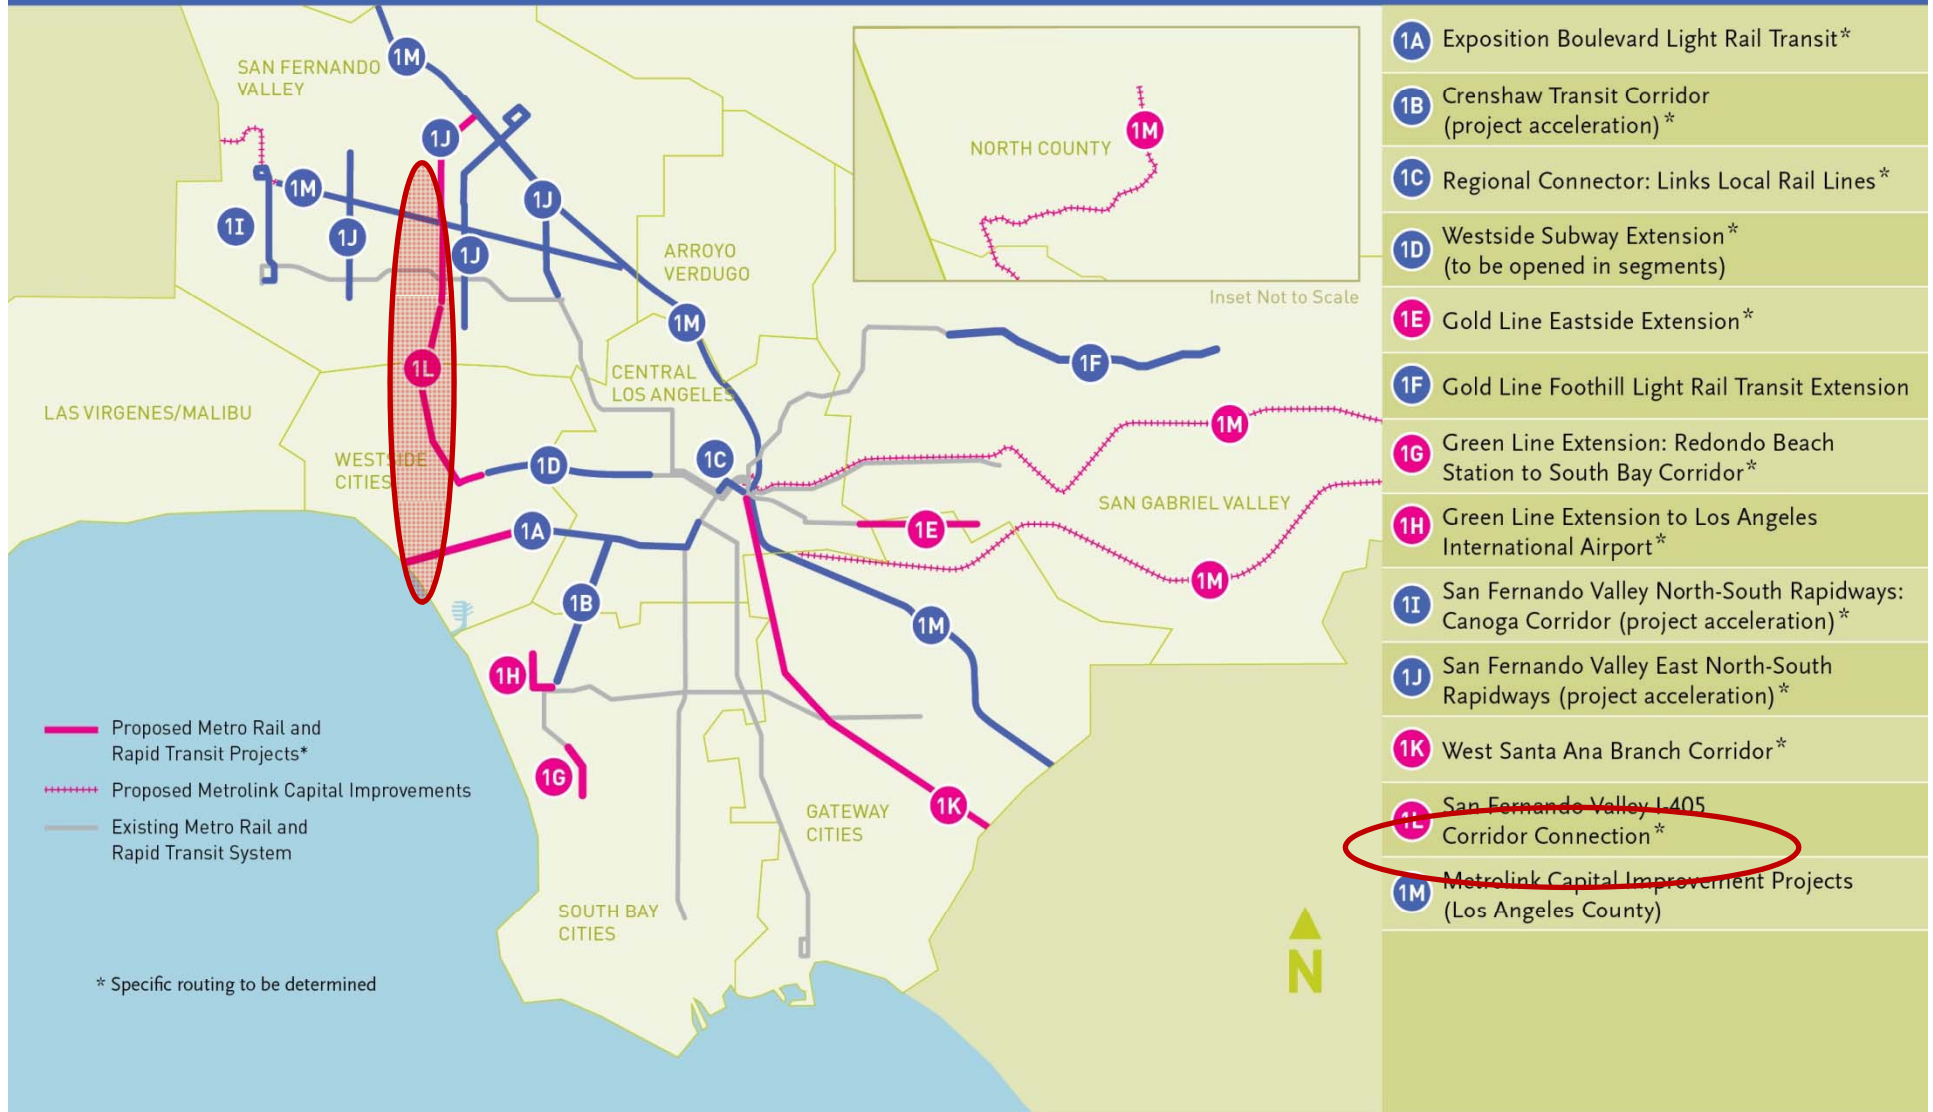 1M
SAN FERNANDO
VALLEY
1J
1M
1I
1J
1J
1J
ARROYO
VERDUGO
1M
1L
CENTRAL
LOS ANGELES
LAS VIRGENES/MALIBU
WESTSIDE
CITIES
1D
1C
1A
1B
1E
1F
1M
SAN GABRIEL VALLEY
1M
1M
1H
1G
1K
GATEWAY
CITIES
SOUTH BAY
CITIES
NORTH COUNTY
1M
Inset Not to Scale
Proposed Metro Rail and
Rapid Transit Projects*
Proposed Metrolink Capital Improvements
Existing Metro Rail and
Rapid Transit System
* Specific routing to be determined
N
1A Exposition Boulevard Light Rail Transit*
1B Crenshaw Transit Corridor
(project acceleration)*
1C Regional Connector: Links Local Rail Lines*
1D Westside Subway Extension*
(to be opened in segments)
1E Gold Line Eastside Extension*
1F Gold Line Foothill Light Rail Transit Extension
1G Green Line Extension: Redondo Beach
Station to South Bay Corridor*
1H Green Line Extension to Los Angeles
International Airport*
1I San Fernando Valley North-South Rapidways:
Canoga Corridor (project acceleration)*
1J San Fernando Valley East North-South
Rapidways (project acceleration)*
1K West Santa Ana Branch Corridor*
1L San Fernando Valley I-405
Corridor Connection*
1M Metrolink Capital Improvement Projects
(Los Angeles County)